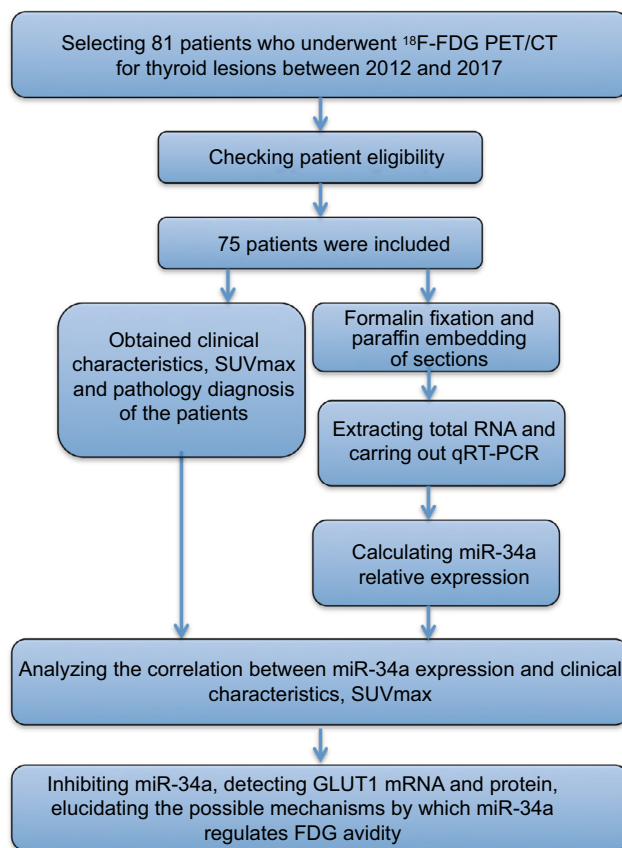 Selecting 81 patients who underwent ¹⁸F-FDG PET/CT
for thyroid lesions between 2012 and 2017
Checking patient eligibility
75 patients were included
Obtained clinical
characteristics, SUVmax
and pathology diagnosis
of the patients
Formalin fixation and
paraffin embedding
of sections
Extracting total RNA and
carring out qRT-PCR
Calculating miR-34a
relative expression
Analyzing the correlation between miR-34a expression and clinical
characteristics, SUVmax
Inhibiting miR-34a, detecting GLUT1 mRNA and protein,
elucidating the possible mechanisms by which miR-34a
regulates FDG avidity